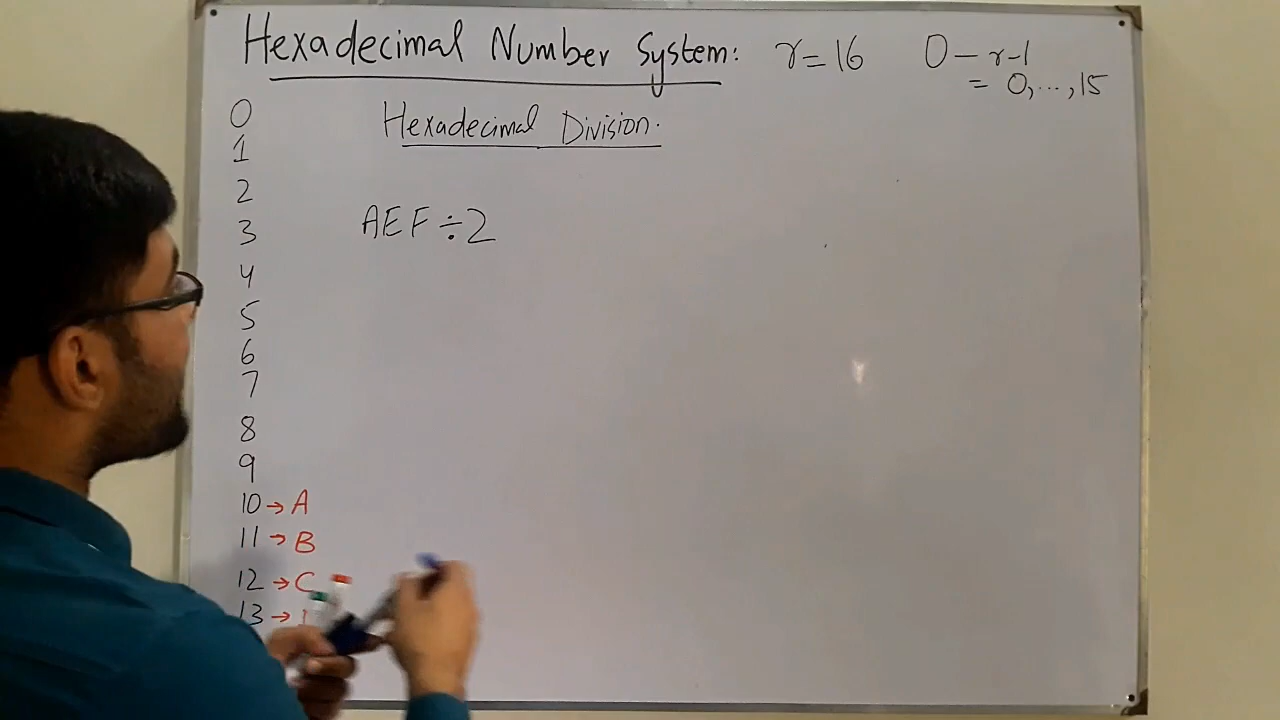 Hexadecimal Number System: r=16 0 — r-1
= 0,...,15
Hexadecimal Division.
0
1
2
3
4
5
6
7
8
9
10→A
11→B
12→C
13→
AEF÷2